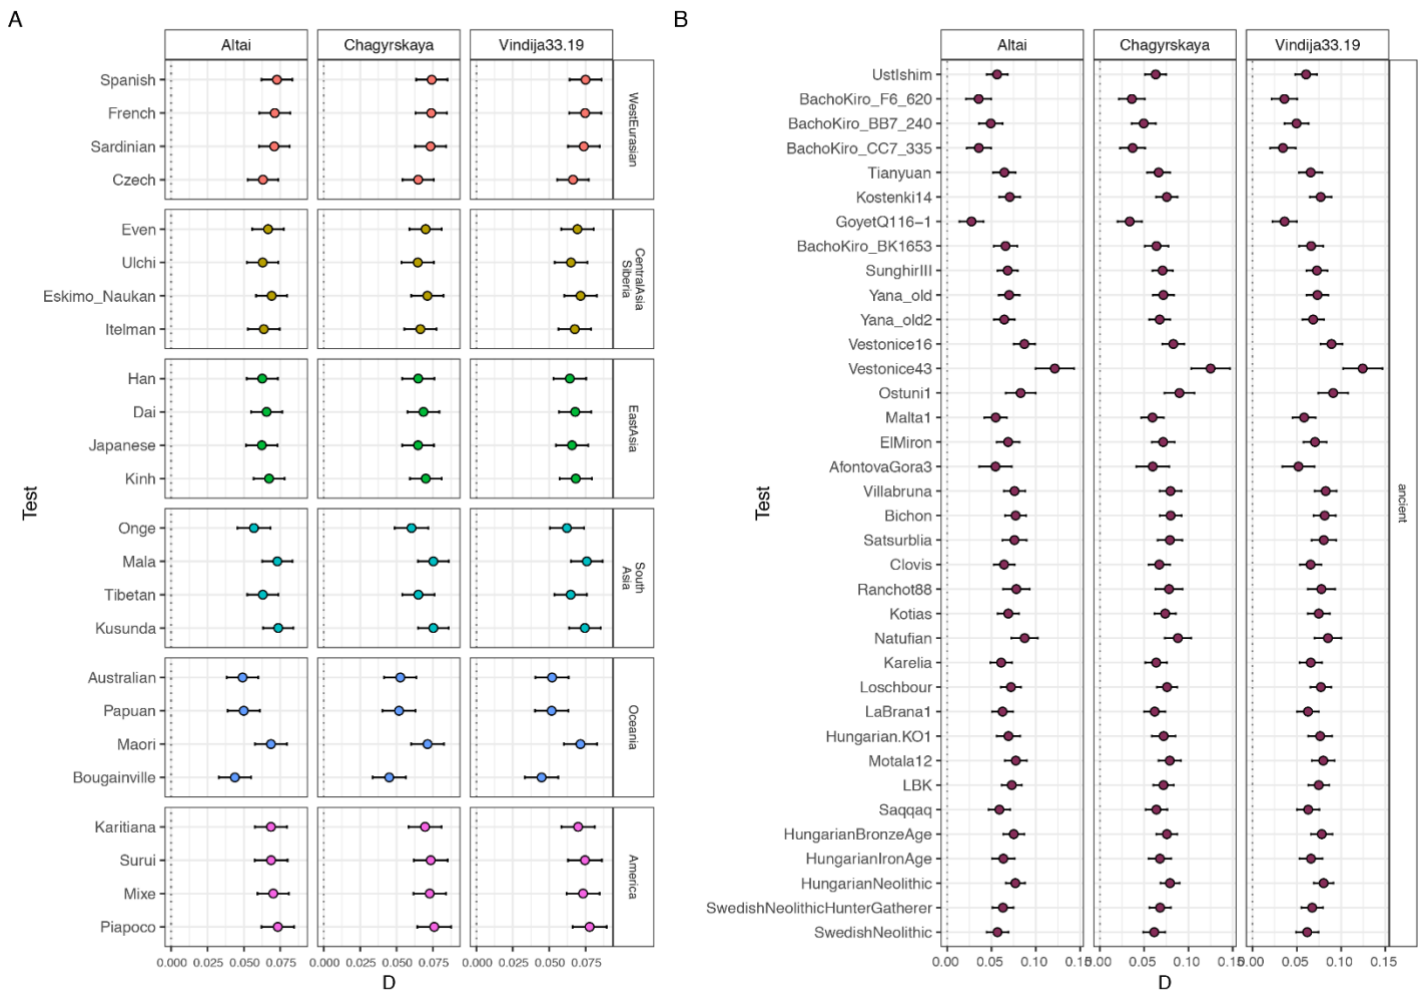 A
Altai
Chagyrskaya
Vindija33.19
Spanish
French
Sardinian
Czech
WestEurasian
Even
Ulchi
Eskimo_Naukan
Itelman
CentralAsia
Siberia
Han
Dai
Japanese
Kinh
EastAsia
Onge
Mala
Tibetan
Kusunda
South
Asia
Australian
Papuan
Maori
Bougainville
Oceania
Karitiana
Surui
Mixe
Piapoco
America
Test
0.000 0.025 0.050 0.075 0.000 0.025 0.050 0.075 0.000 0.025 0.050 0.075
D
B
Altai
Chagyrskaya
Vindija33.19
UstIshim
BachoKiro_F6_620
BachoKiro_BB7_240
BachoKiro_CC7_335
Tianyuan
Kostenki14
GoyetQ116−1
BachoKiro_BK1653
SunghirIII
Yana_old
Yana_old2
Vestonice16
Vestonice43
Ostuni1
Malta1
ElMiron
AfontovaGora3
Villabruna
Bichon
Satsurblia
Clovis
Ranchot88
Kotias
Natufian
Karelia
Loschbour
LaBrana1
Hungarian.KO1
Motala12
LBK
Saqqaq
HungarianBronzeAge
HungarianIronAge
HungarianNeolithic
SwedishNeolithicHunterGatherer
SwedishNeolithic
ancient
Test
0.00 0.05 0.10 0.05 0.10 0.00 0.05 0.10 0.15
D